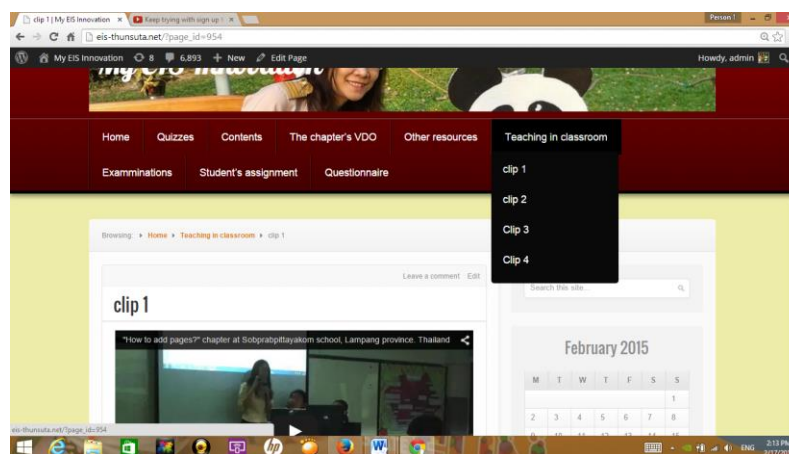 clip 1 | My EIS Innovation
Keep trying with sign up
Person 1
eis-thunsuta.net/?page_id=954
My EIS Innovation 8 6,893 + New Edit Page Howdy, admin
My EIS Innovation
Home Quizzes Contents The chapter's VDO Other resources Teaching in classroom
Examminations Student's assignment Questionnaire
clip 1
clip 2
Clip 3
Clip 4
Browsing: Home Teaching in classroom clip 1
Leave a comment Edit
Search this site...
clip 1
"How to add pages?" chapter at Sobprabpittayakom school, Lampang province. Thailand
February 2015
M T W T F S S
1
2 3 4 5 6 7 8
eis-thunsuta.net/?page_id=954
ENG
2:13 PM